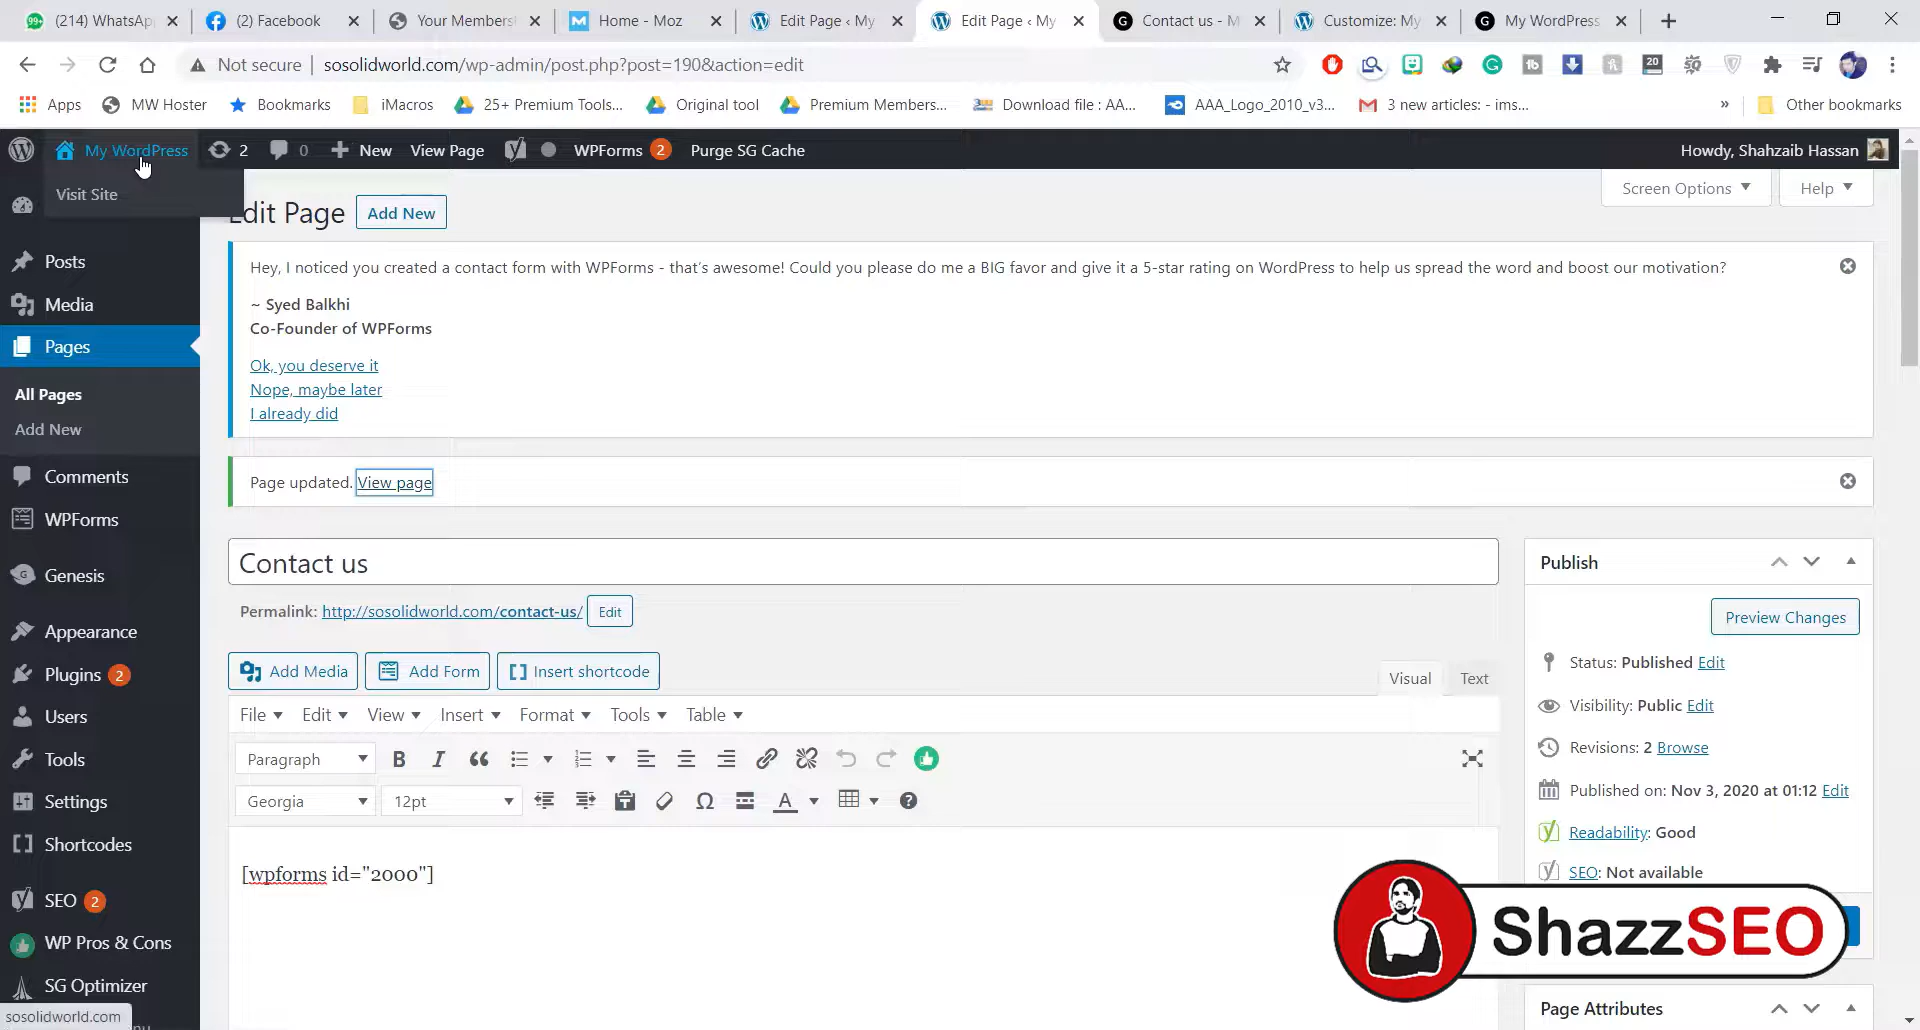 (214) WhatsApp
(2) Facebook
Your Members
Home - Moz
Edit Page ‹ My
Edit Page ‹ My
Contact us - M
Customize: My
My WordPress
Not secure
sosolidworld.com/wp-admin/post.php?post=190&action=edit
20
Apps
MW Hoster
Bookmarks
iMacros
25+ Premium Tools...
Original tool
Premium Members...
Download file : AA...
AAA_Logo_2010_v3...
3 new articles: - ims...
»
Other bookmarks
My WordPress
2
0
New
View Page
WPForms 2
Purge SG Cache
Howdy, Shahzaib Hassan
Visit Site
Screen Options
Help
Edit Page
Add New
Posts
Media
Pages
All Pages
Add New
Comments
WPForms
Genesis
Appearance
Plugins 2
Users
Tools
Settings
Shortcodes
SEO 2
WP Pros & Cons
SG Optimizer
sosolidworld.com
Hey, I noticed you created a contact form with WPForms - that's awesome! Could you please do me a BIG favor and give it a 5-star rating on WordPress to help us spread the word and boost our motivation?
~ Syed Balkhi
Co-Founder of WPForms
Ok, you deserve it
Nope, maybe later
I already did
Page updated. View page
Contact us
Permalink: http://sosolidworld.com/contact-us/ Edit
Add Media
Add Form
Insert shortcode
Visual
Text
File
Edit
View
Insert
Format
Tools
Table
Paragraph
Georgia
12pt
[wpforms id="2000"]
Publish
Preview Changes
Status: Published Edit
Visibility: Public Edit
Revisions: 2 Browse
Published on: Nov 3, 2020 at 01:12 Edit
Readability: Good
SEO: Not available
ShazzSEO
Page Attributes